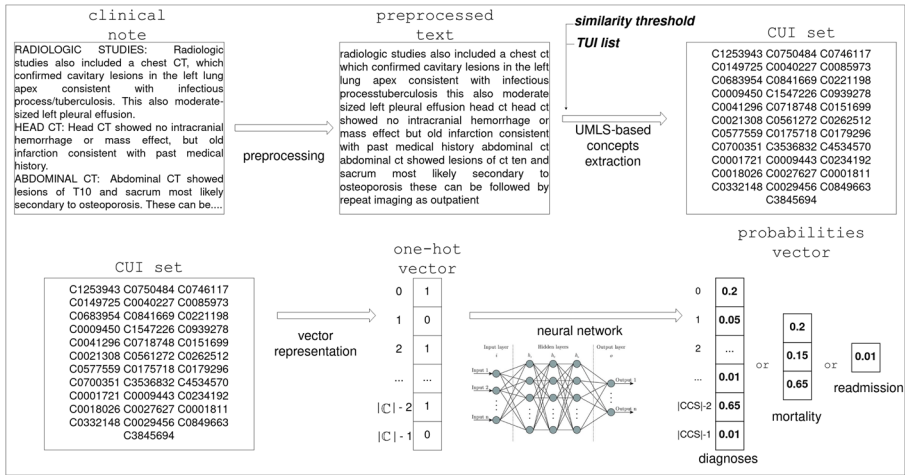 clinical
note
RADIOLOGIC STUDIES: Radiologic
studies also included a chest CT, which
confirmed cavitary lesions in the left lung
apex consistent with infectious
process/tuberculosis. This also moderate-
sized left pleural effusion.
HEAD CT: Head CT showed no intracranial
hemorrhage or mass effect, but old
infarction consistent with past medical
history.
ABDOMINAL CT: Abdominal CT showed
lesions of T10 and sacrum most likely
secondary to osteoporosis. These can be....
preprocessing
preprocessed
text
radiologic studies also included a chest ct
which confirmed cavitary lesions in the left
lung apex consistent with infectious
processtuberculosis this also moderate
sized left pleural effusion head ct head ct
showed no intracranial hemorrhage or
mass effect but old infarction consistent
with past medical history abdominal ct
abdominal ct showed lesions of ct ten and
sacrum most likely secondary to
osteoporosis these can be followed by
repeat imaging as outpatient
similarity threshold
TUI list
UMLS-based
concepts
extraction
CUI set
C1253943 C0750484 C0746117
C0149725 C0040227 C0085973
C0683954 C0841669 C0221198
C0009450 C1547226 C0939278
C0041296 C0718748 C0151699
C0021308 C0561272 C0262512
C0577559 C0175718 C0179296
C0700351 C3536832 C4534570
C0001721 C0009443 C0234192
C0018026 C0027627 C0001811
C0332148 C0029456 C0849663
C3845694
CUI set
C1253943 C0750484 C0746117
C0149725 C0040227 C0085973
C0683954 C0841669 C0221198
C0009450 C1547226 C0939278
C0041296 C0718748 C0151699
C0021308 C0561272 C0262512
C0577559 C0175718 C0179296
C0700351 C3536832 C4534570
C0001721 C0009443 C0234192
C0018026 C0027627 C0001811
C0332148 C0029456 C0849663
C3845694
vector
representation
one-hot
vector
0 1
1 0
2 1
... ...
|ℂ| - 2 1
|ℂ| - 1 0
neural network
Input layer Hidden layers Output layer
i h₁ h₂ h₃ o
Input 1
Input 2
Input n
Output 1
Output n
probabilities
vector
0 0.2
1 0.05
2 ...
... 0.01
|CCS|-2 0.65
|CCS|-1 0.01
diagnoses
or
0.2
0.15
0.65
mortality
or
0.01
readmission